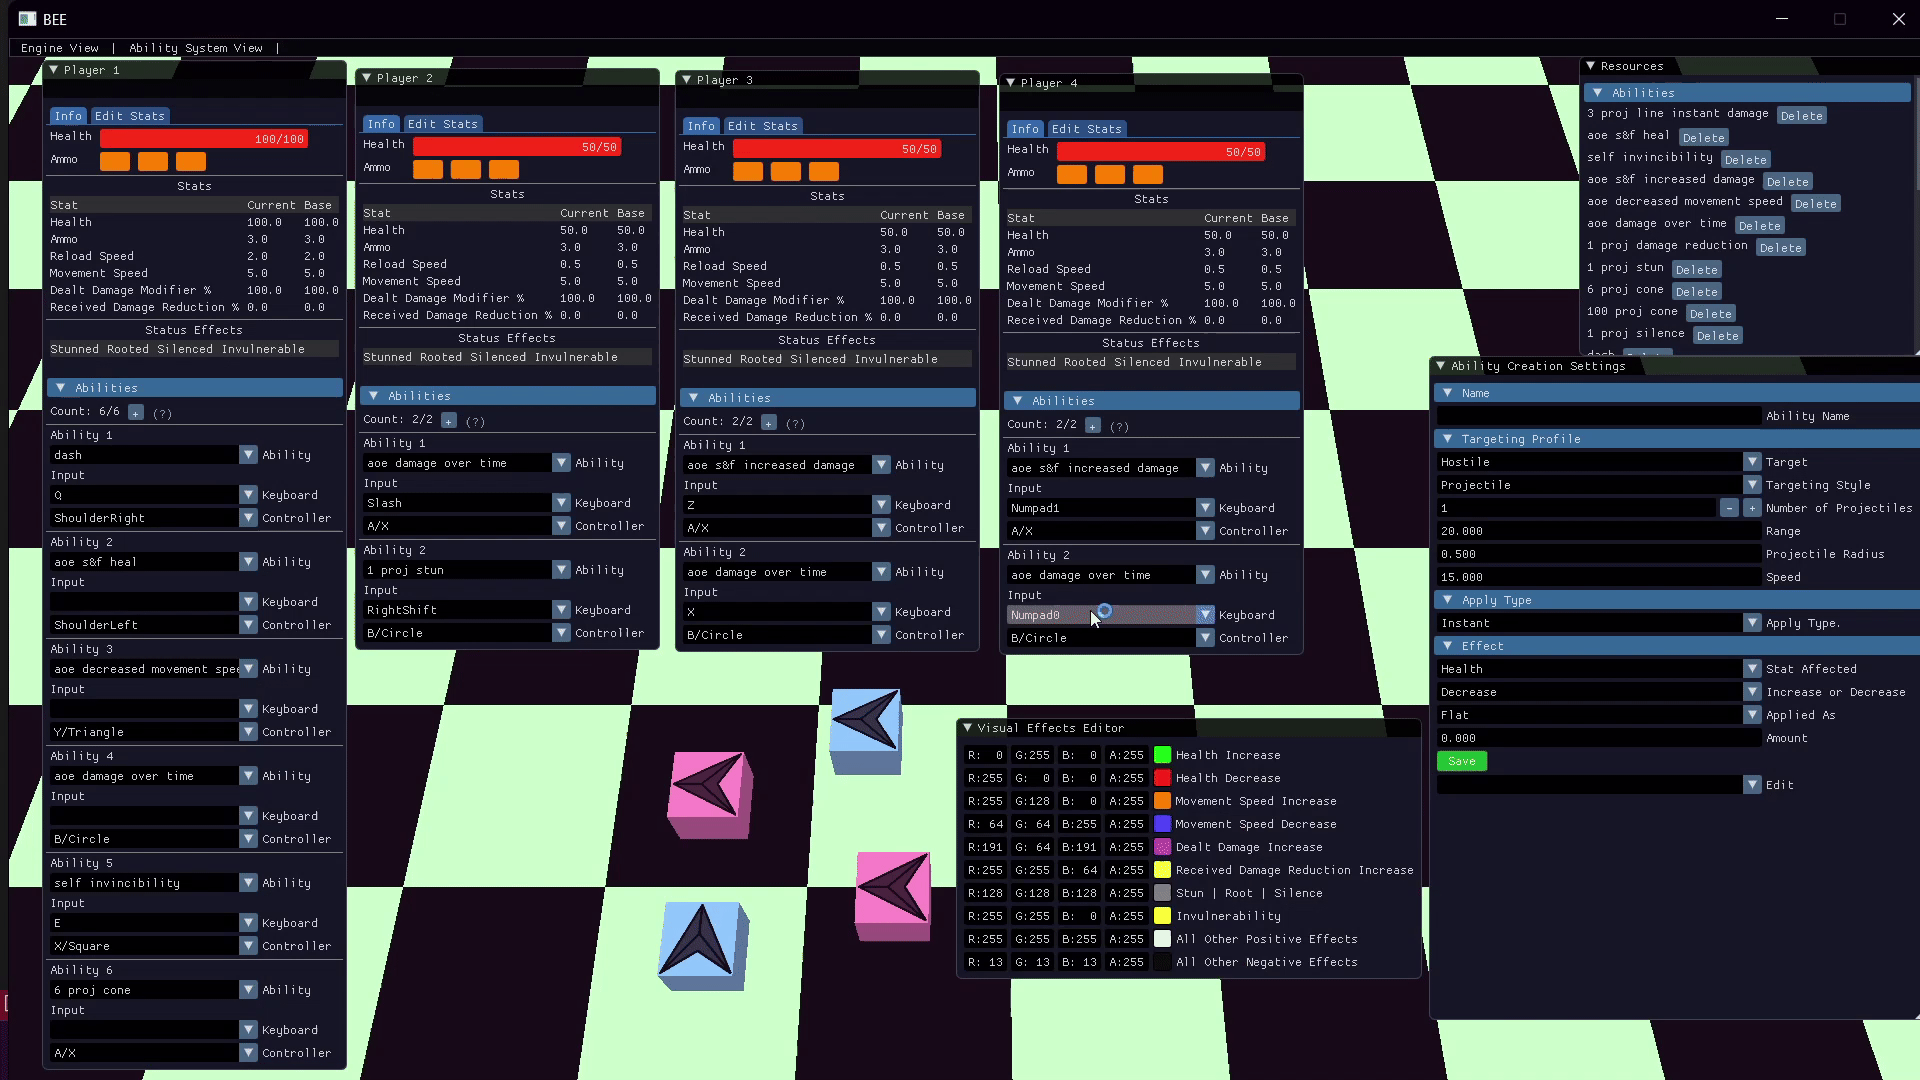 BEE
Engine View | Ability System View |
Player 1
Info Edit Stats
Health 100/100
Ammo
Stats
Stat Current Base
Health 100.0 100.0
Ammo 3.0 3.0
Reload Speed 2.0 2.0
Movement Speed 5.0 5.0
Dealt Damage Modifier % 100.0 100.0
Received Damage Reduction % 0.0 0.0
Status Effects
Stunned Rooted Silenced Invulnerable
Abilities
Count: 6/6 + (?)
Ability 1
dash Ability
Input
Q Keyboard
ShoulderRight Controller
Ability 2
aoe s&f heal Ability
Input
Keyboard
ShoulderLeft Controller
Ability 3
aoe decreased movement spee Ability
Input
Keyboard
Y/Triangle Controller
Ability 4
aoe damage over time Ability
Input
Keyboard
B/Circle Controller
Ability 5
self invincibility Ability
Input
E Keyboard
X/Square Controller
Ability 6
6 proj cone Ability
Input
Keyboard
A/X Controller
Player 2
Info Edit Stats
Health 50/50
Ammo
Stats
Stat Current Base
Health 50.0 50.0
Ammo 3.0 3.0
Reload Speed 0.5 0.5
Movement Speed 5.0 5.0
Dealt Damage Modifier % 100.0 100.0
Received Damage Reduction % 0.0 0.0
Status Effects
Stunned Rooted Silenced Invulnerable
Abilities
Count: 2/2 + (?)
Ability 1
aoe damage over time Ability
Input
Slash Keyboard
A/X Controller
Ability 2
1 proj stun Ability
Input
RightShift Keyboard
B/Circle Controller
Player 3
Info Edit Stats
Health 50/50
Ammo
Stats
Stat Current Base
Health 50.0 50.0
Ammo 3.0 3.0
Reload Speed 0.5 0.5
Movement Speed 5.0 5.0
Dealt Damage Modifier % 100.0 100.0
Received Damage Reduction % 0.0 0.0
Status Effects
Stunned Rooted Silenced Invulnerable
Abilities
Count: 2/2 + (?)
Ability 1
aoe s&f increased damage Ability
Input
Z Keyboard
A/X Controller
Ability 2
aoe damage over time Ability
Input
X Keyboard
B/Circle Controller
Player 4
Info Edit Stats
Health 50/50
Ammo
Stats
Stat Current Base
Health 50.0 50.0
Ammo 3.0 3.0
Reload Speed 0.5 0.5
Movement Speed 5.0 5.0
Dealt Damage Modifier % 100.0 100.0
Received Damage Reduction % 0.0 0.0
Status Effects
Stunned Rooted Silenced Invulnerable
Abilities
Count: 2/2 + (?)
Ability 1
aoe s&f increased damage Ability
Input
Numpad1 Keyboard
A/X Controller
Ability 2
aoe damage over time Ability
Input
Numpad0 Keyboard
B/Circle Controller
Resources
Abilities
3 proj line instant damage Delete
aoe s&f heal Delete
self invincibility Delete
aoe s&f increased damage Delete
aoe decreased movement speed Delete
aoe damage over time Delete
1 proj damage reduction Delete
1 proj stun Delete
6 proj cone Delete
100 proj cone Delete
1 proj silence Delete
dash
Ability Creation Settings
Name
Ability Name
Targeting Profile
Hostile Target
Projectile Targeting Style
1 - + Number of Projectiles
20.000 Range
0.500 Projectile Radius
15.000 Speed
Apply Type
Instant Apply Type.
Effect
Health Stat Affected
Decrease Increase or Decrease
Flat Applied As
0.000 Amount
Save
Edit
Visual Effects Editor
R: 0 G:255 B: 0 A:255 Health Increase
R:255 G: 0 B: 0 A:255 Health Decrease
R:255 G:128 B: 0 A:255 Movement Speed Increase
R: 64 G: 64 B:255 A:255 Movement Speed Decrease
R:191 G: 64 B:191 A:255 Dealt Damage Increase
R:255 G:255 B: 64 A:255 Received Damage Reduction Increase
R:128 G:128 B:128 A:255 Stun | Root | Silence
R:255 G:255 B: 0 A:255 Invulnerability
R:255 G:255 B:255 A:255 All Other Positive Effects
R: 13 G: 13 B: 13 A:255 All Other Negative Effects